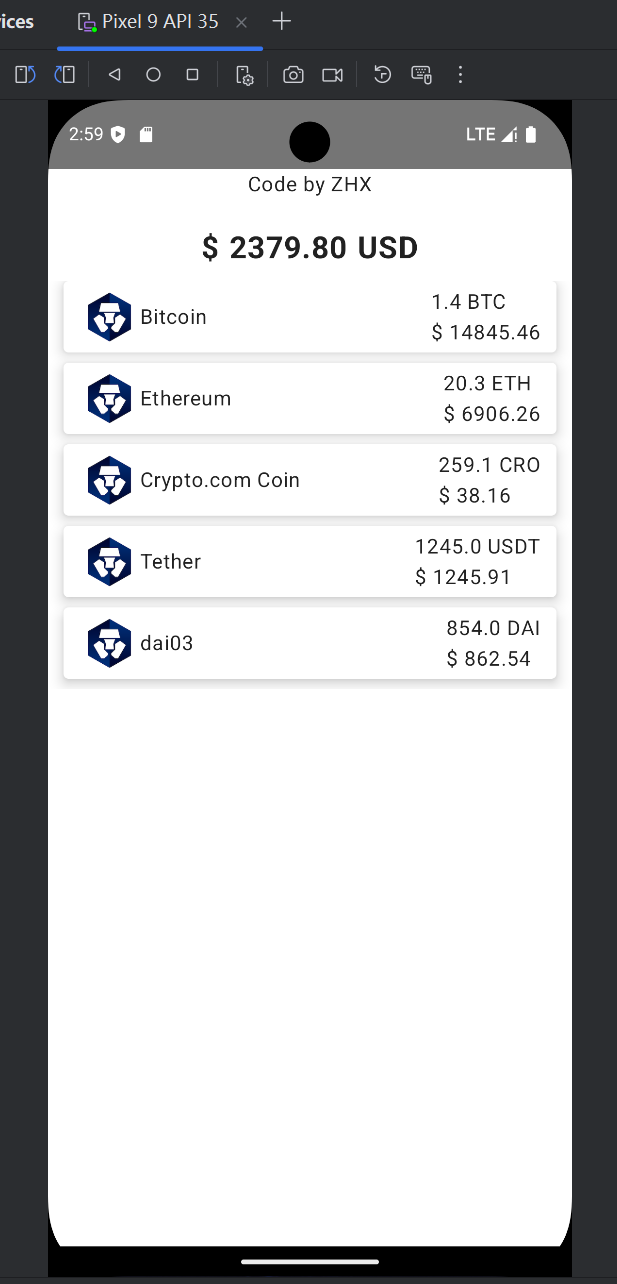 ices
Pixel 9 API 35
2:59
LTE
Code by ZHX
$ 2379.80 USD
Bitcoin
1.4 BTC
$ 14845.46
Ethereum
20.3 ETH
$ 6906.26
Crypto.com Coin
259.1 CRO
$ 38.16
Tether
1245.0 USDT
$ 1245.91
dai03
854.0 DAI
$ 862.54